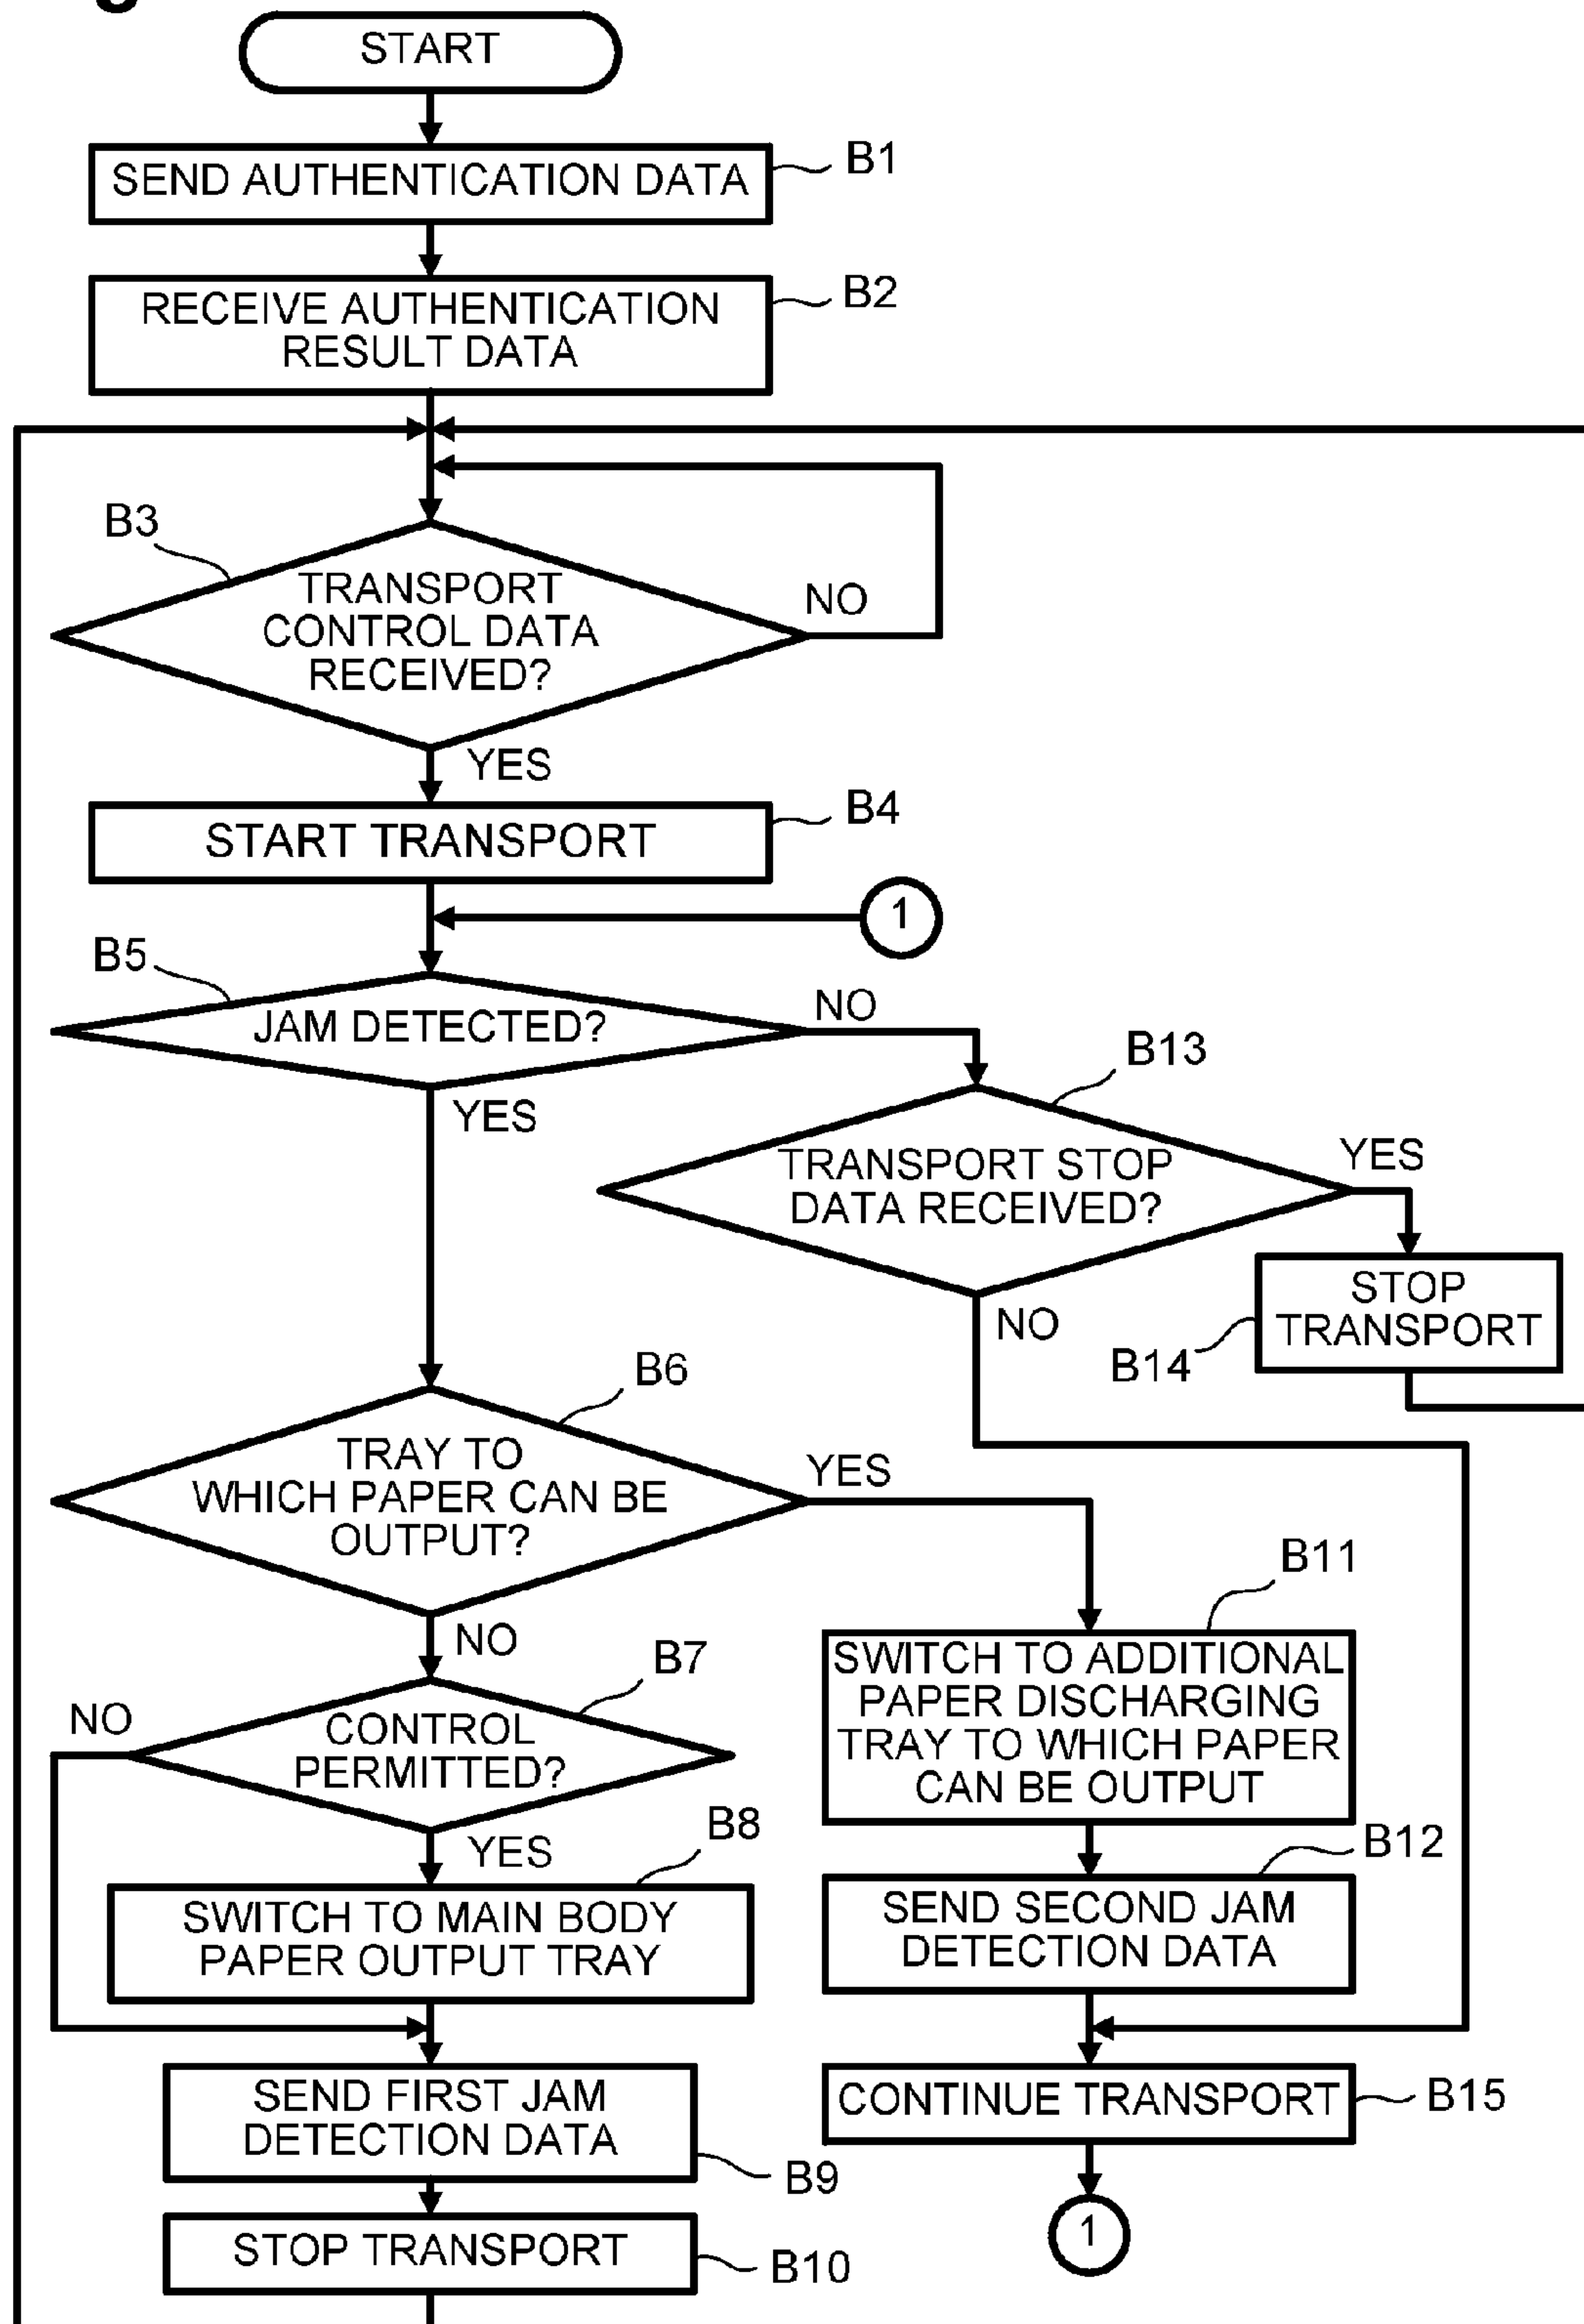 START
SEND AUTHENTICATION DATA
B1
RECEIVE AUTHENTICATION
RESULT DATA
B2
B3
TRANSPORT
CONTROL DATA
RECEIVED?
NO
YES
START TRANSPORT
B4
1
B5
JAM DETECTED?
NO
YES
B13
TRANSPORT STOP
DATA RECEIVED?
YES
NO
STOP
TRANSPORT
B14
B6
TRAY TO
WHICH PAPER CAN BE
OUTPUT?
YES
NO
B11
SWITCH TO ADDITIONAL
PAPER DISCHARGING
TRAY TO WHICH PAPER
CAN BE OUTPUT
B7
NO
CONTROL
PERMITTED?
YES
B8
SWITCH TO MAIN BODY
PAPER OUTPUT TRAY
B12
SEND SECOND JAM
DETECTION DATA
SEND FIRST JAM
DETECTION DATA
B9
CONTINUE TRANSPORT
B15
STOP TRANSPORT
B10
1